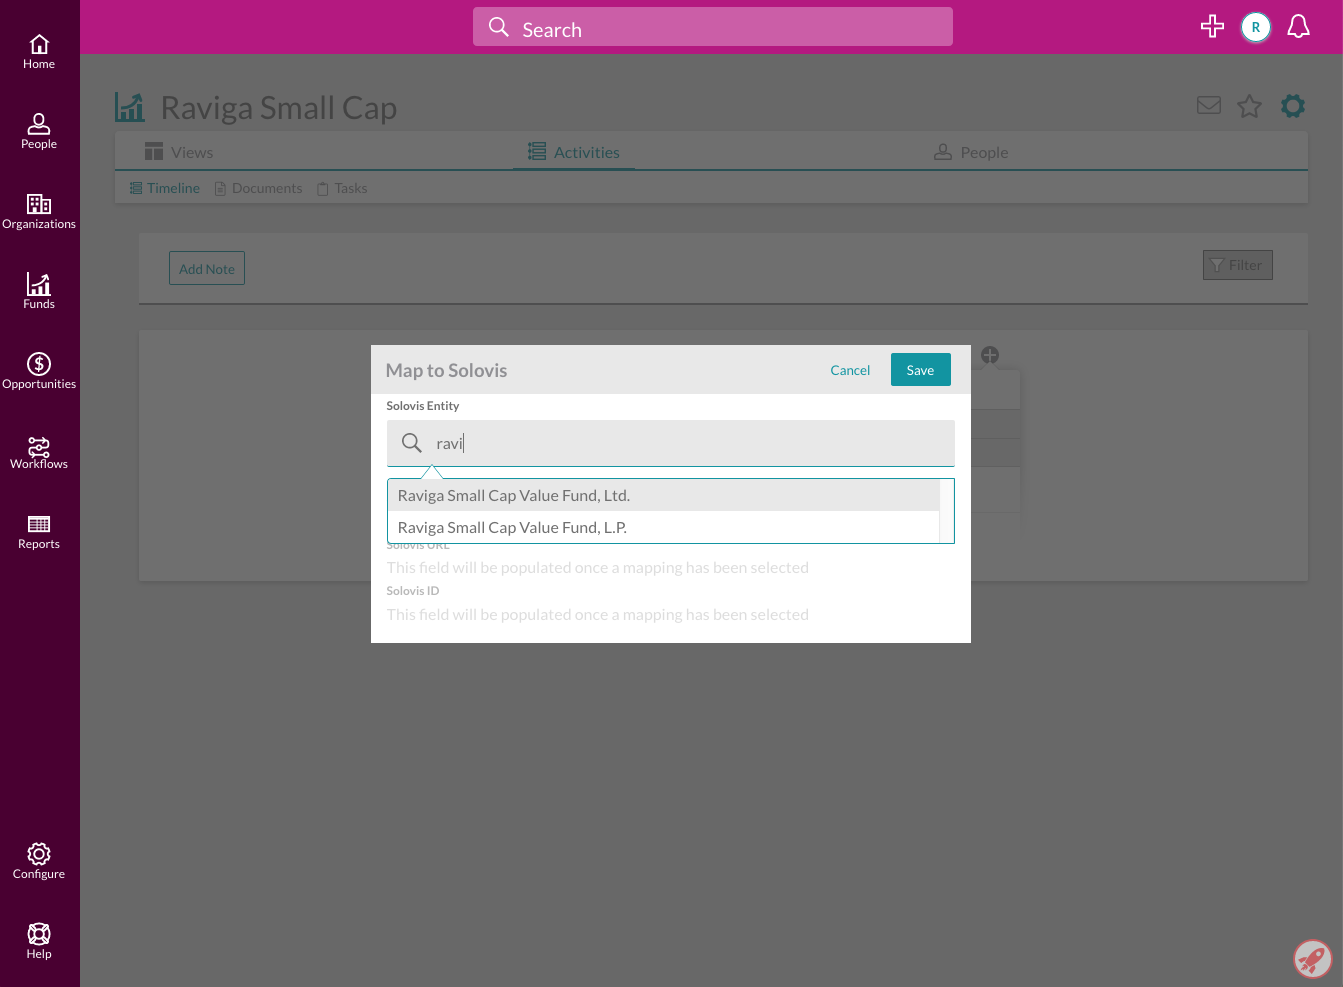 Search
R
Home
People
Organizations
Funds
Opportunities
Workflows
Reports
Configure
Help
Raviga Small Cap
Views
Activities
People
Timeline
Documents
Tasks
Add Note
Filter
Map to Solovis
Cancel
Save
Solovis Entity
ravi
Raviga Small Cap Value Fund, Ltd.
Raviga Small Cap Value Fund, L.P.
Solovis URL
This field will be populated once a mapping has been selected
Solovis ID
This field will be populated once a mapping has been selected